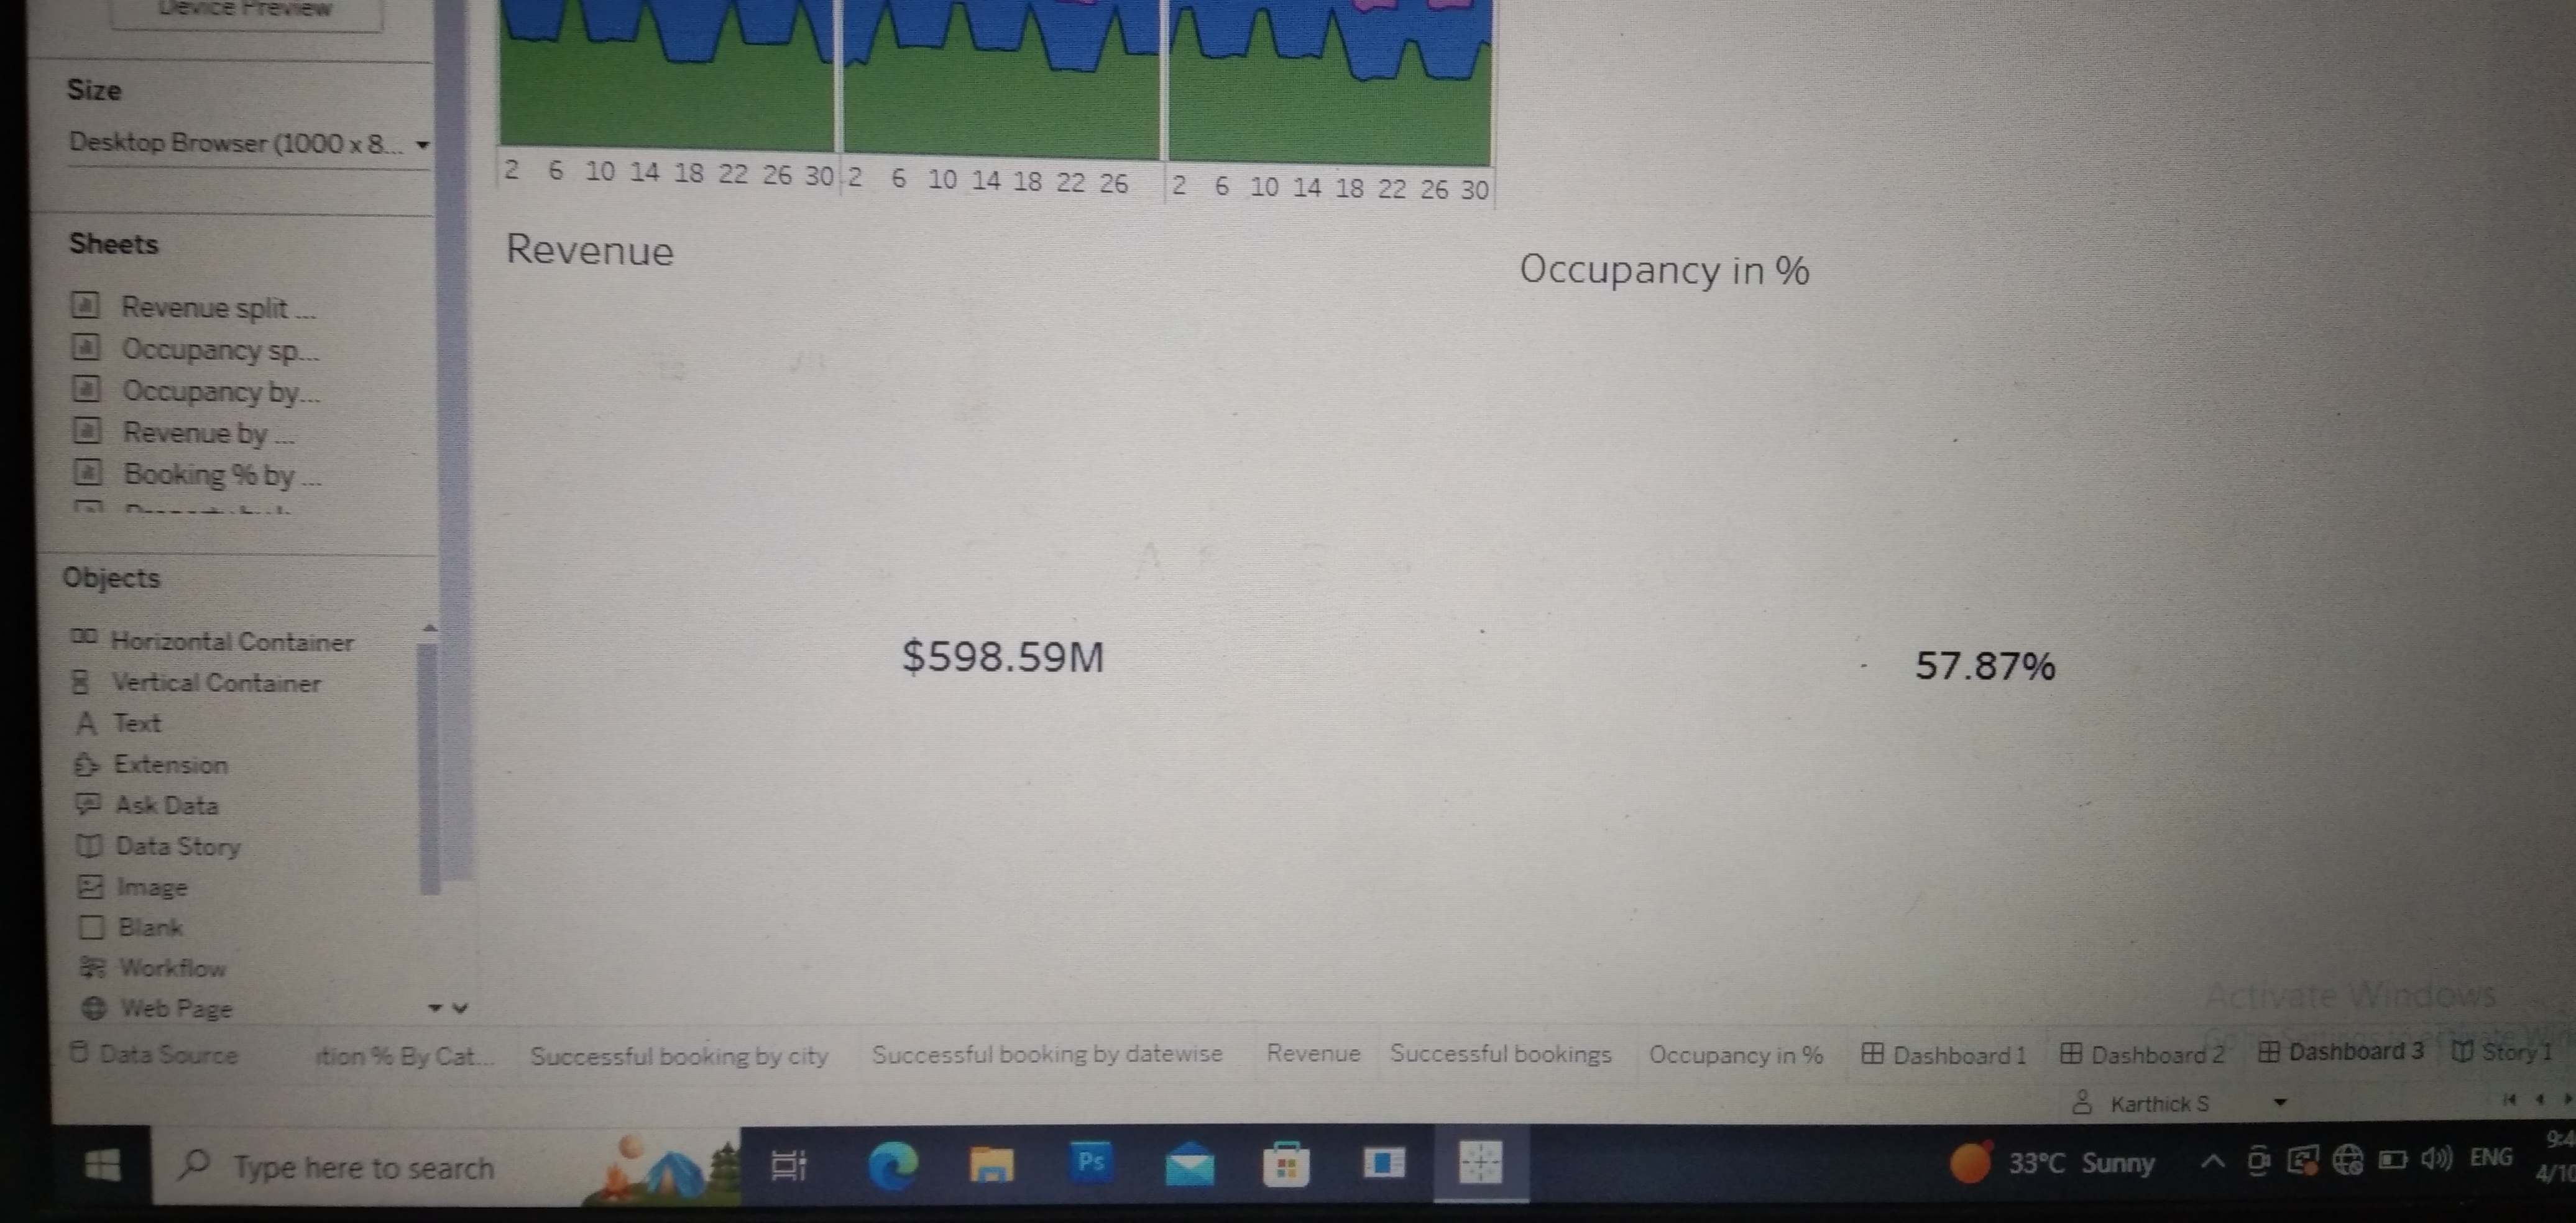 Device Preview
Size
Desktop Browser (1000 x 8...
Sheets
Revenue split ...
Occupancy sp...
Occupancy by...
Revenue by ...
Booking % by ...
Objects
Horizontal Container
Vertical Container
A Text
Extension
Ask Data
Data Story
Image
Blank
Workflow
Web Page
2 6 10 14 18 22 26 30 2 6 10 14 18 22 26 2 6 10 14 18 22 26 30
Revenue
Occupancy in %
$598.59M
57.87%
Activate Windows
Data Source
ition % By Cat...
Successful booking by city
Successful booking by datewise
Revenue
Successful bookings
Occupancy in %
Dashboard 1
Dashboard 2
Dashboard 3
Story 1
Karthick S
Type here to search
Ps
33°C Sunny
ENG
9:4
4/10